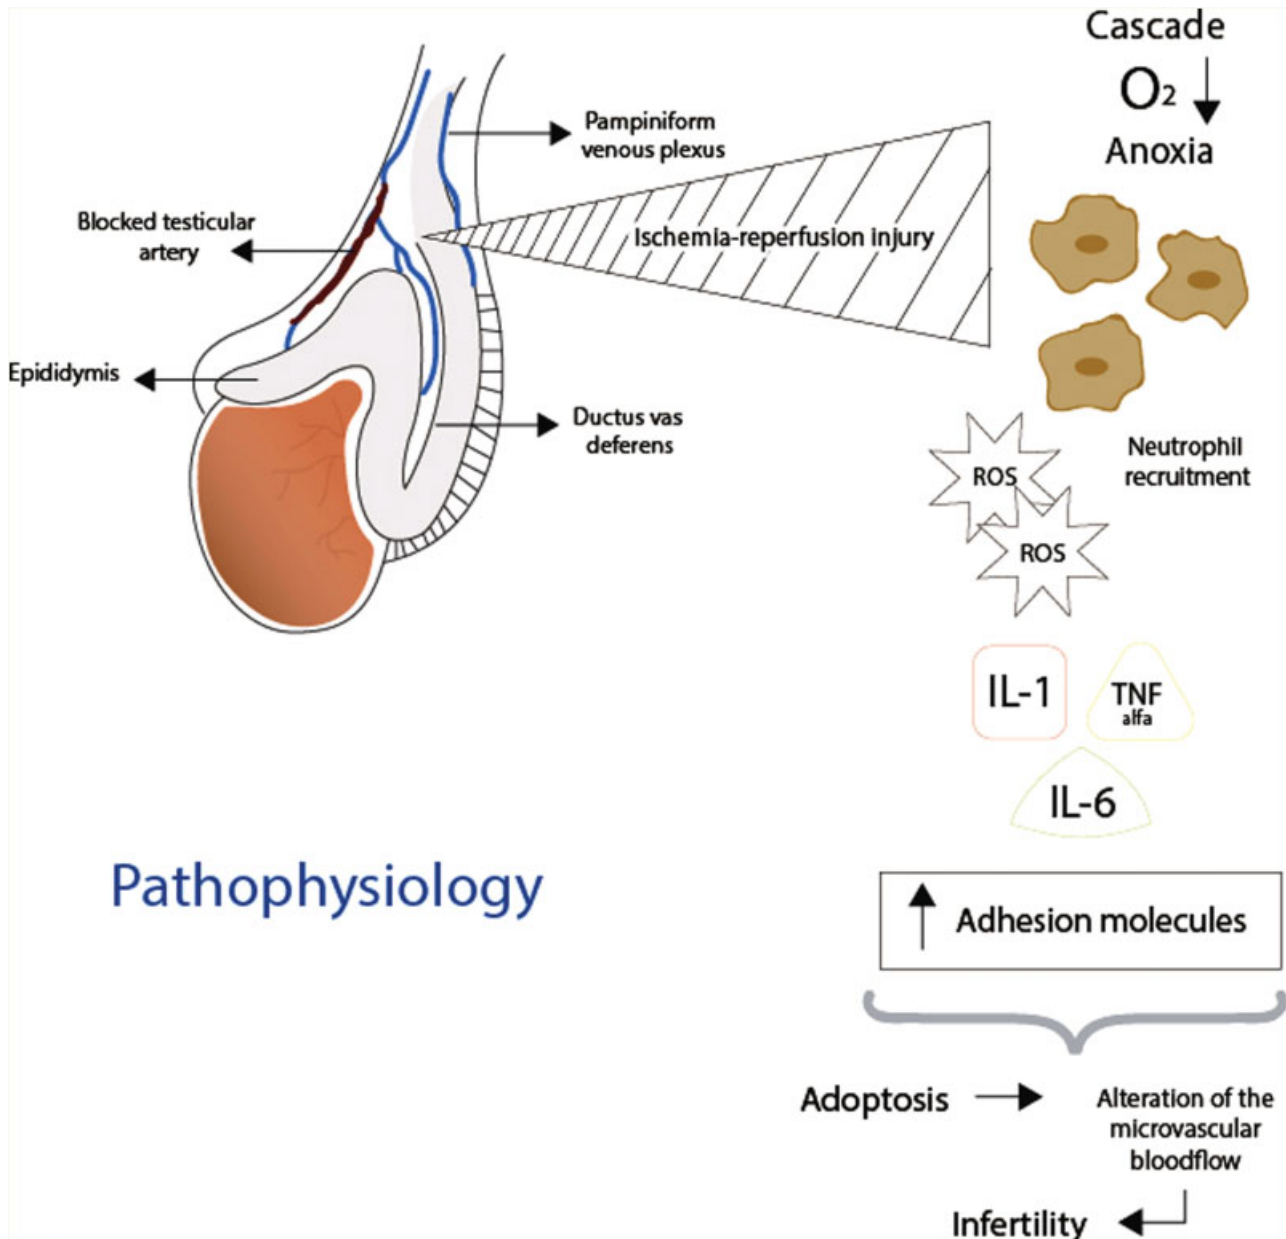 Cascade
O2
Anoxia
Pampiniform
venous plexus
Blocked testicular
artery
Ischemia-reperfusion injury
Epididymis
Ductus vas
deferens
Neutrophil
recruitment
ROS
ROS
IL-1
TNF
alfa
IL-6
Pathophysiology
Adhesion molecules
Adoptosis
Alteration of the
microvascular
bloodflow
Infertility